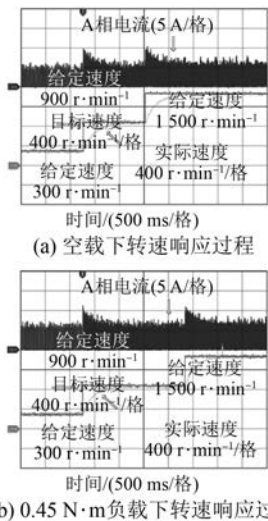 A相电流(5 A/格)
给定速度
900 r·min⁻¹
给定速度
1 500 r·min⁻¹
目标速度
400 r·min⁻¹/格
实际速度
400 r·min⁻¹/格
给定速度
300 r·min⁻¹
时间/(500 ms/格)
(a) 空载下转速响应过程
A相电流(5 A/格)
给定速度
900 r·min⁻¹
给定速度
1 500 r·min⁻¹
目标速度
400 r·min⁻¹/格
给定速度
300 r·min⁻¹
实际速度
400 r·min⁻¹/格
时间/(500 ms/格)
b) 0.45 N·m负载下转速响应过